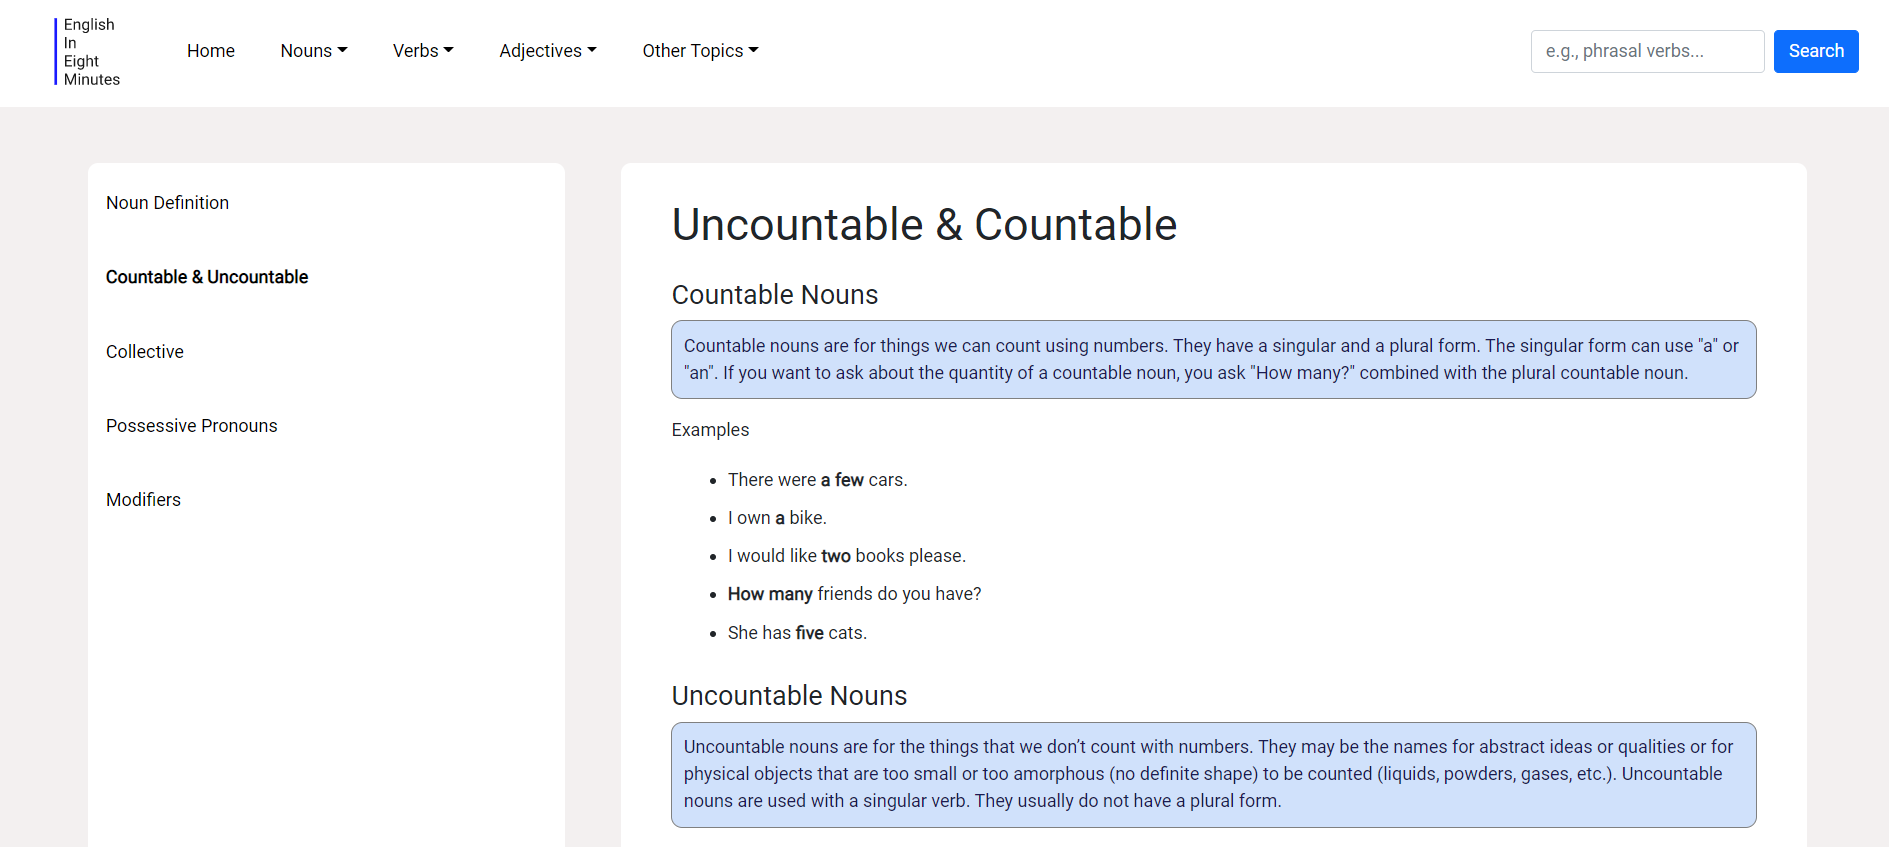 English
In
Eight
Minutes
Home
Nouns
Verbs
Adjectives
Other Topics
e.g., phrasal verbs...
Search
Noun Definition
Countable & Uncountable
Collective
Possessive Pronouns
Modifiers
Uncountable & Countable
Countable Nouns
Countable nouns are for things we can count using numbers. They have a singular and a plural form. The singular form can use "a" or
"an". If you want to ask about the quantity of a countable noun, you ask "How many?" combined with the plural countable noun.
Examples
There were a few cars.
I own a bike.
I would like two books please.
How many friends do you have?
She has five cats.
Uncountable Nouns
Uncountable nouns are for the things that we don’t count with numbers. They may be the names for abstract ideas or qualities or for
physical objects that are too small or too amorphous (no definite shape) to be counted (liquids, powders, gases, etc.). Uncountable
nouns are used with a singular verb. They usually do not have a plural form.